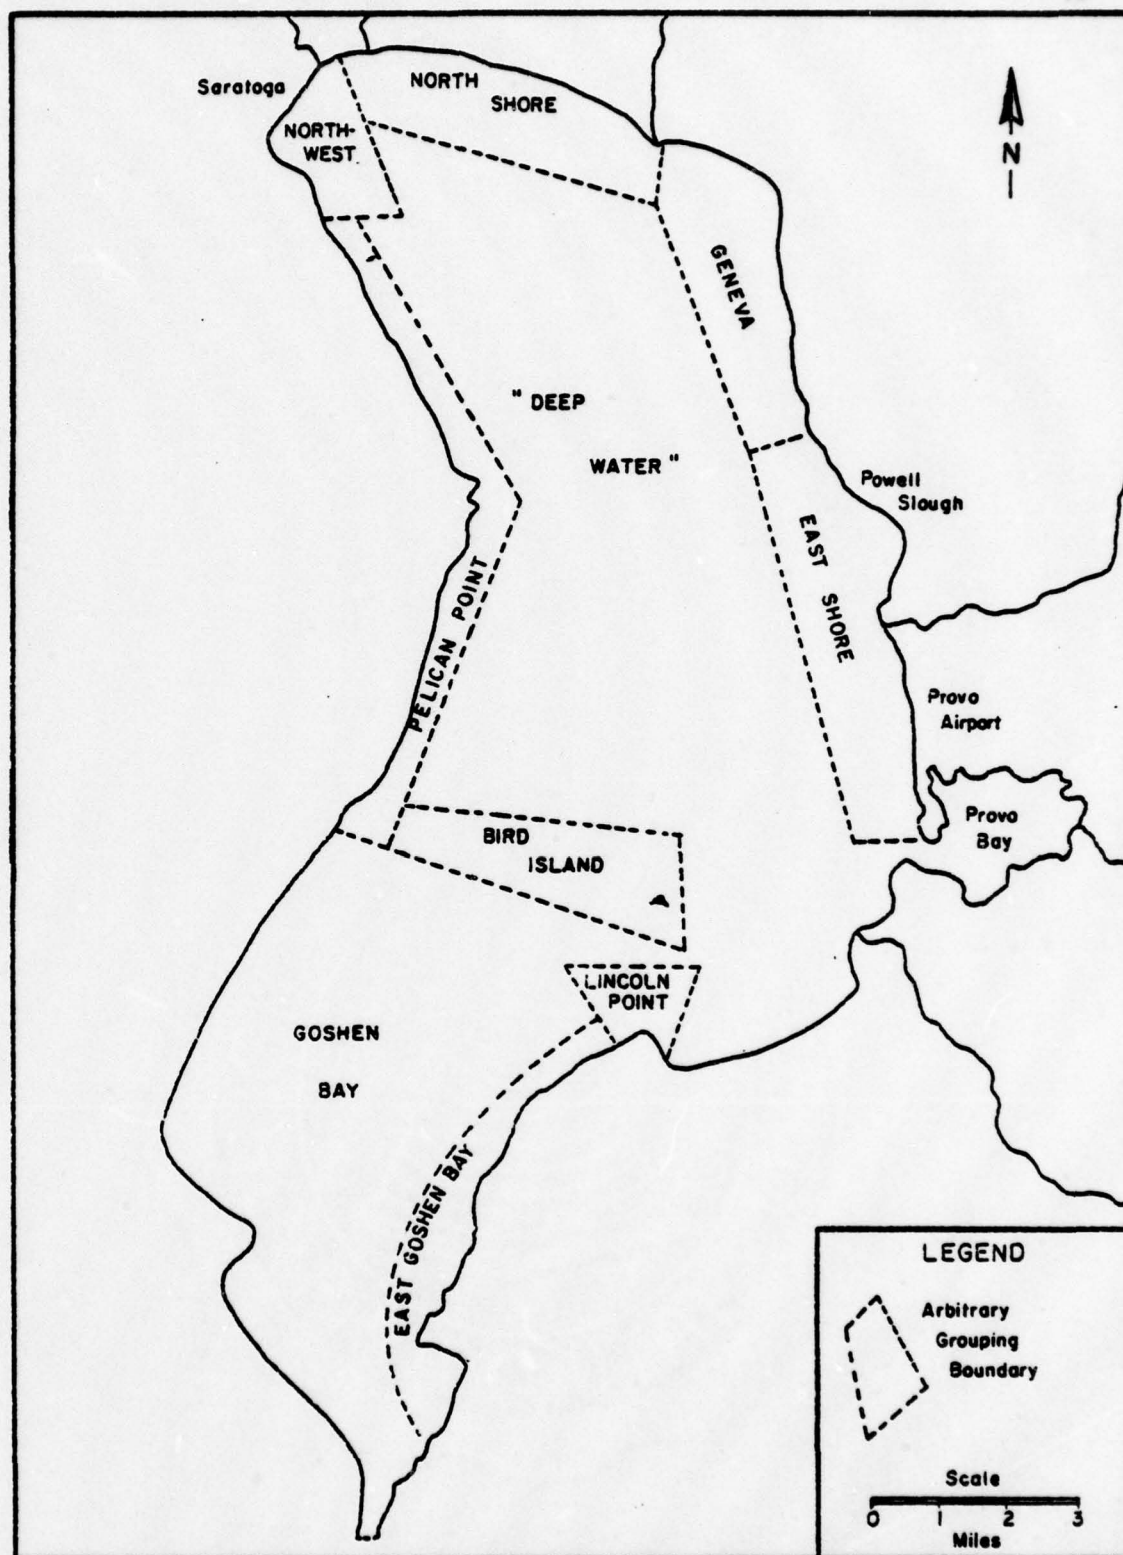 Saratoga
NORTH
SHORE
NORTH-
WEST
N
GENEVA
" DEEP
WATER "
Powell
Slough
EAST SHORE
PELICAN POINT
Provo
Airport
Provo
Bay
BIRD
ISLAND
LINCOLN
POINT
GOSHEN
BAY
EAST GOSHEN BAY
LEGEND
Arbitrary
Grouping
Boundary
Scale
0 1 2 3
Miles